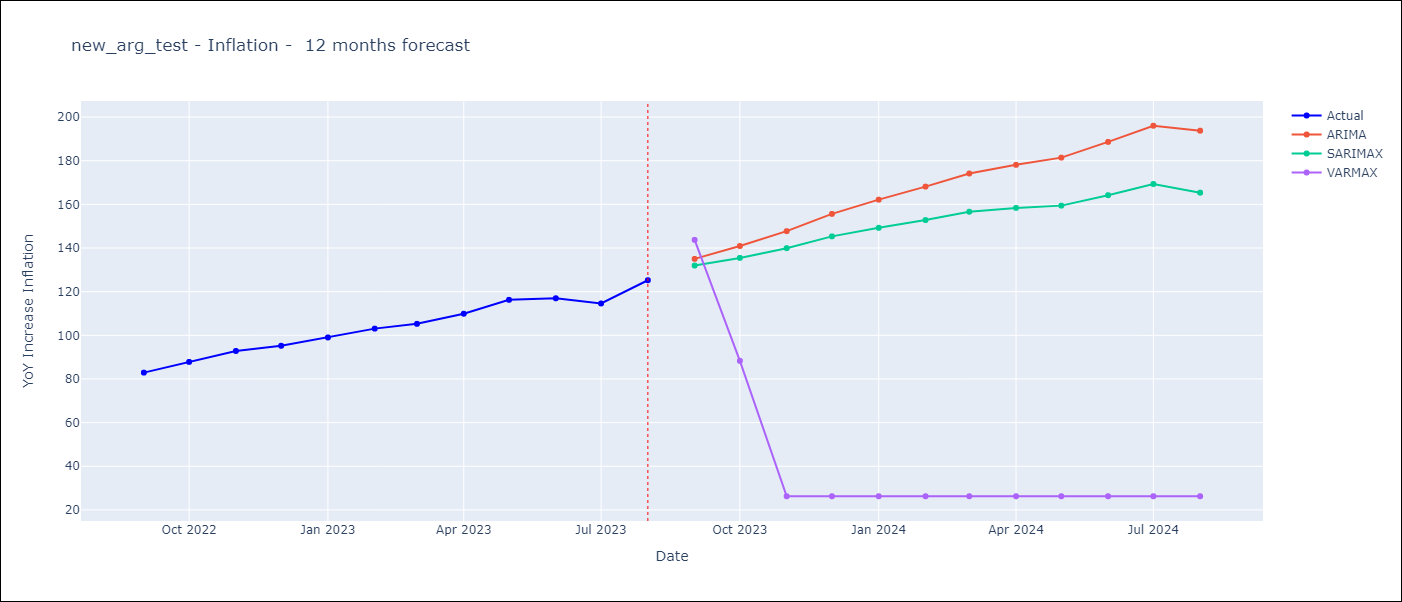 new_arg_test - Inflation -  12 months forecast
200
180
160
140
120
100
80
60
40
20
YoY Increase Inflation
Oct 2022
Jan 2023
Apr 2023
Jul 2023
Oct 2023
Jan 2024
Apr 2024
Jul 2024
Date
Actual
ARIMA
SARIMAX
VARMAX